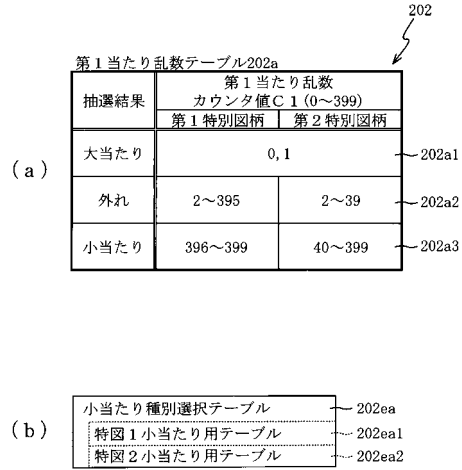 202
第１当たり乱数テーブル202a
抽選結果
第１当たり乱数
カウンタ値Ｃ１(0～399)
第１特別図柄
第２特別図柄
(a)
大当たり
0,1
202a1
外れ
2～395
2～39
202a2
小当たり
396～399
40～399
202a3
(b)
小当たり種別選択テーブル
202ea
特図１小当たり用テーブル
202ea1
特図２小当たり用テーブル
202ea2